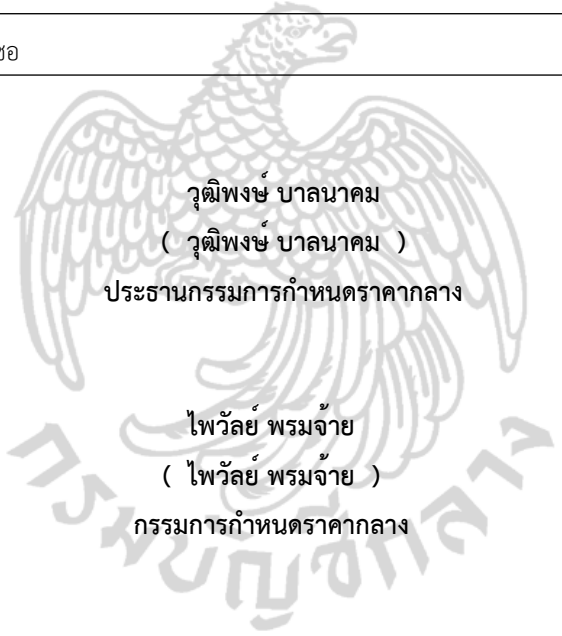 ซอ
วุฒิพงษ์ บาลนาคม
( วุฒิพงษ์ บาลนาคม )
ประธานกรรมการกำหนดราคากลาง
ไพวัลย์ พรมจ้าย
( ไพวัลย์ พรมจ้าย )
กรรมการกำหนดราคากลาง
กรมบัญชีกลาง